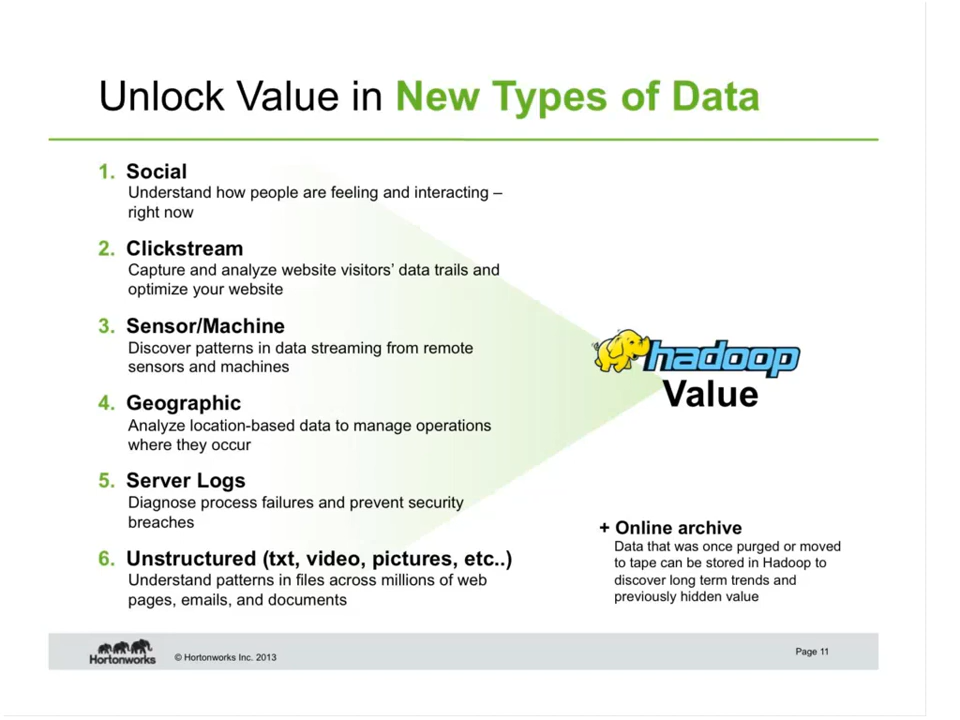 Unlock Value in New Types of Data
1. Social
Understand how people are feeling and interacting –
right now
2. Clickstream
Capture and analyze website visitors’ data trails and
optimize your website
3. Sensor/Machine
Discover patterns in data streaming from remote
sensors and machines
4. Geographic
Analyze location-based data to manage operations
where they occur
5. Server Logs
Diagnose process failures and prevent security
breaches
6. Unstructured (txt, video, pictures, etc..)
Understand patterns in files across millions of web
pages, emails, and documents
hadoop
Value
+ Online archive
Data that was once purged or moved
to tape can be stored in Hadoop to
discover long term trends and
previously hidden value
Hortonworks
© Hortonworks Inc. 2013
Page 11